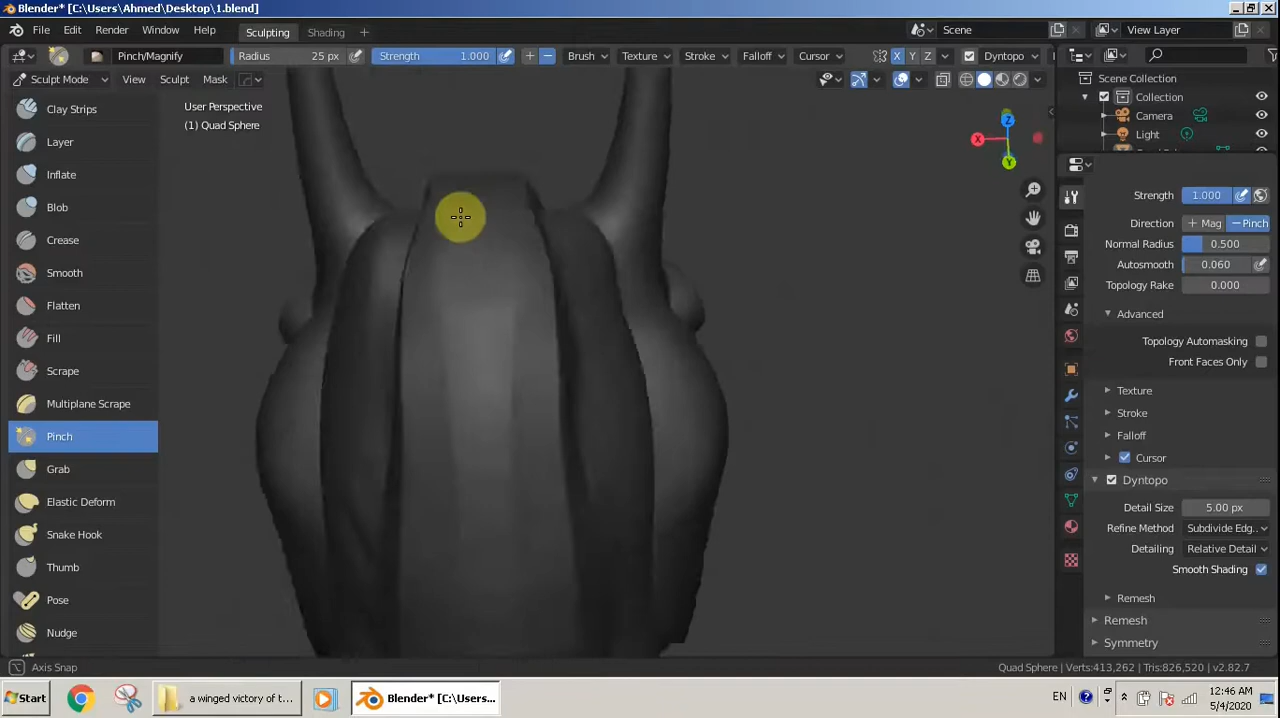 Blender* [C:\Users\Ahmed\Desktop\1.blend]
File Edit Render Window Help Sculpting Shading + Scene View Layer
Pinch/Magnify Radius 25 px Strength 1.000 + − Brush Texture Stroke Falloff Cursor X Y Z Dyntopo
Sculpt Mode View Sculpt Mask
Scene Collection
Collection
Camera
Light
User Perspective
(1) Quad Sphere
Z
X
Y
Clay Strips
Layer
Inflate
Blob
Crease
Smooth
Flatten
Fill
Scrape
Multiplane Scrape
Pinch
Grab
Elastic Deform
Snake Hook
Thumb
Pose
Nudge
Strength 1.000
Direction + Mag − Pinch
Normal Radius 0.500
Autosmooth 0.060
Topology Rake 0.000
Advanced
Topology Automasking
Front Faces Only
Texture
Stroke
Falloff
Cursor
Dyntopo
Detail Size 5.00 px
Refine Method Subdivide Edg..
Detailing Relative Detail
Smooth Shading
Remesh
Remesh
Symmetry
Axis Snap Quad Sphere | Verts:413,262 | Tris:826,520 | v2.82.7
Start a winged victory of t... Blender* [C:\Users... EN 12:46 AM
5/4/2020